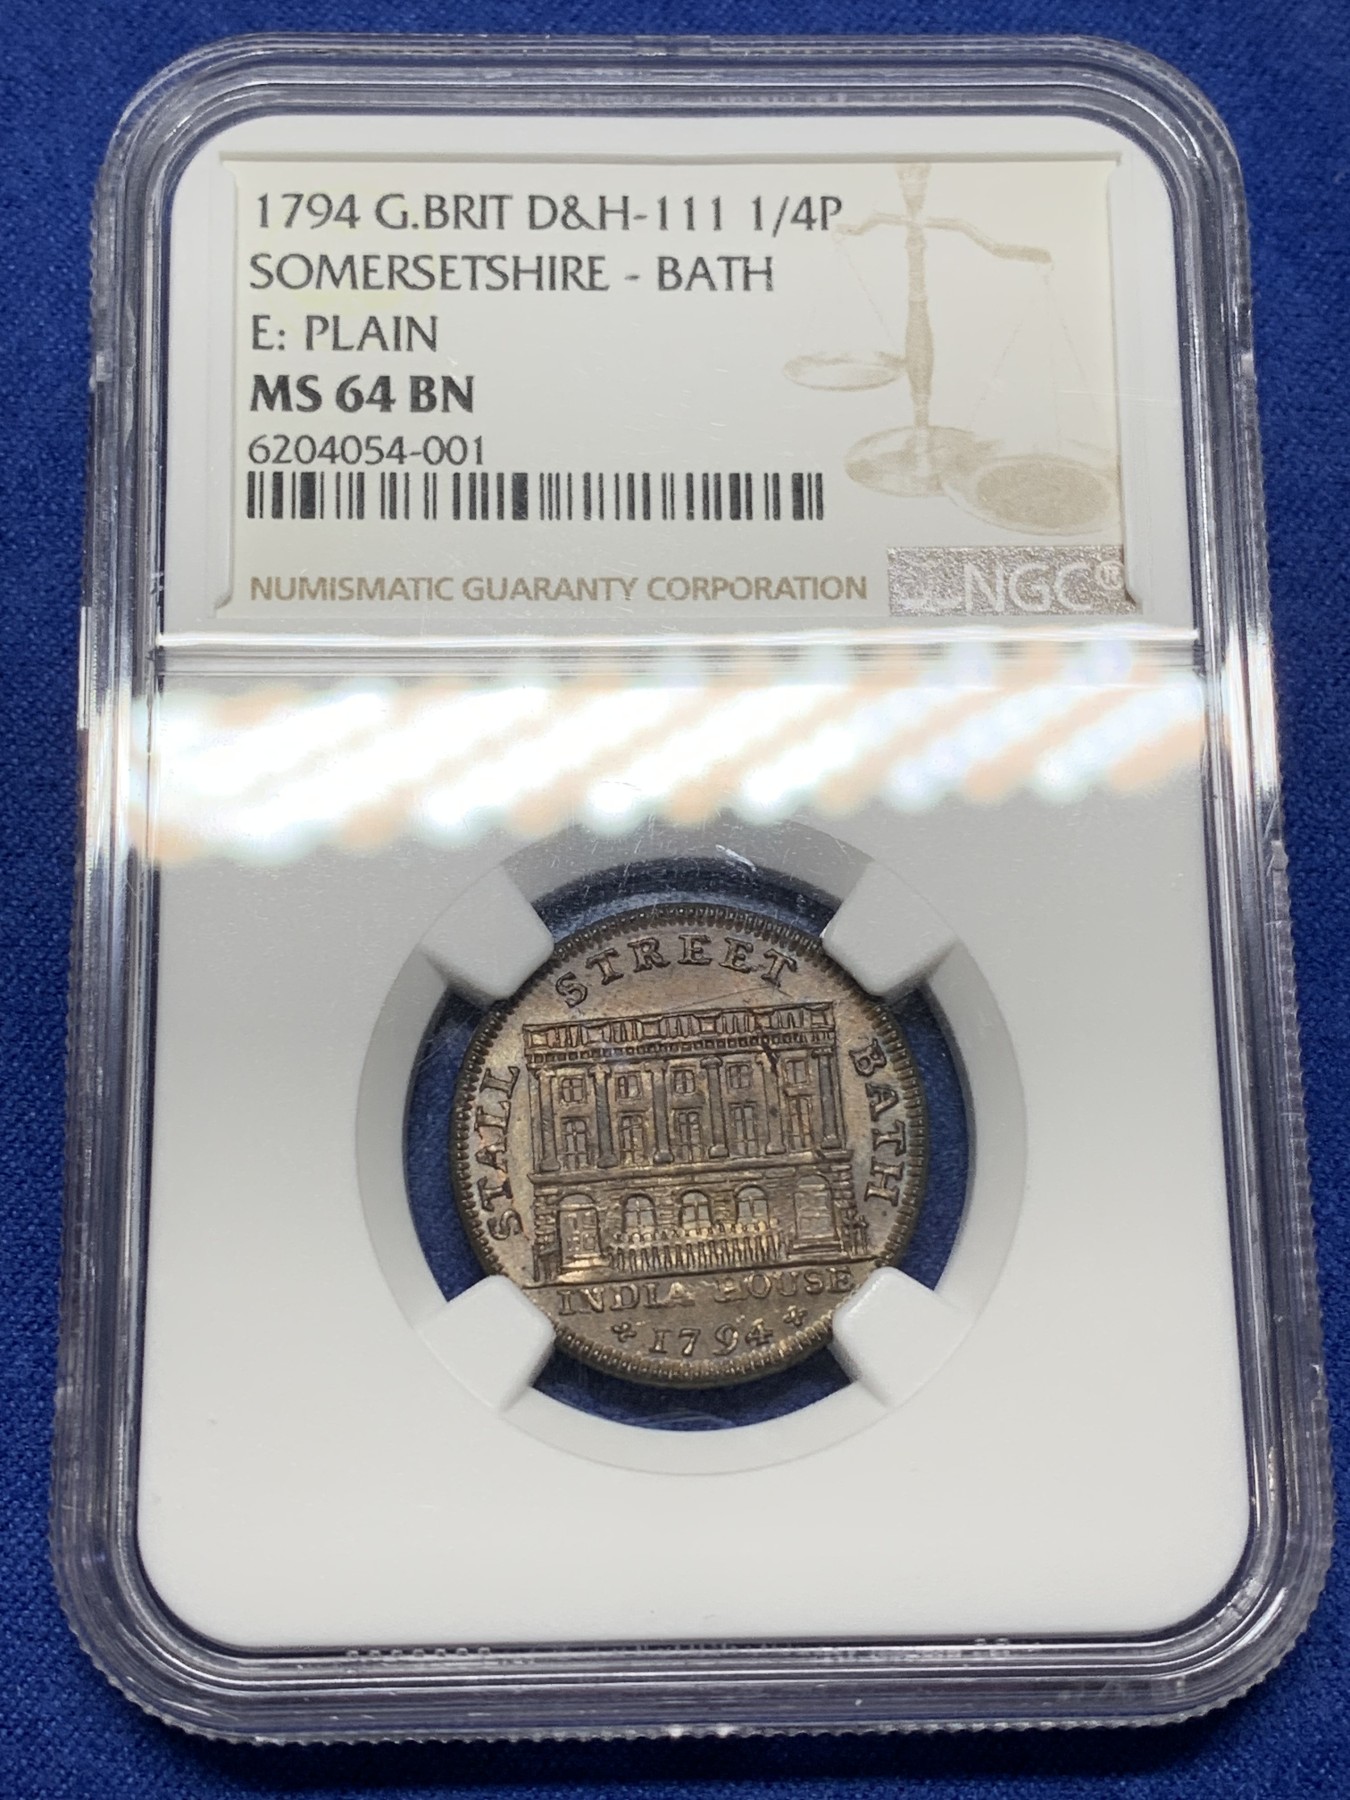 1794 G.BRIT D&H-111 1/4P
SOMERSETSHIRE - BATH
E: PLAIN
MS 64 BN
6204054-001
NUMISMATIC GUARANTY CORPORATION NGC®
STALL STREET BATH
INDIA HOUSE
1794